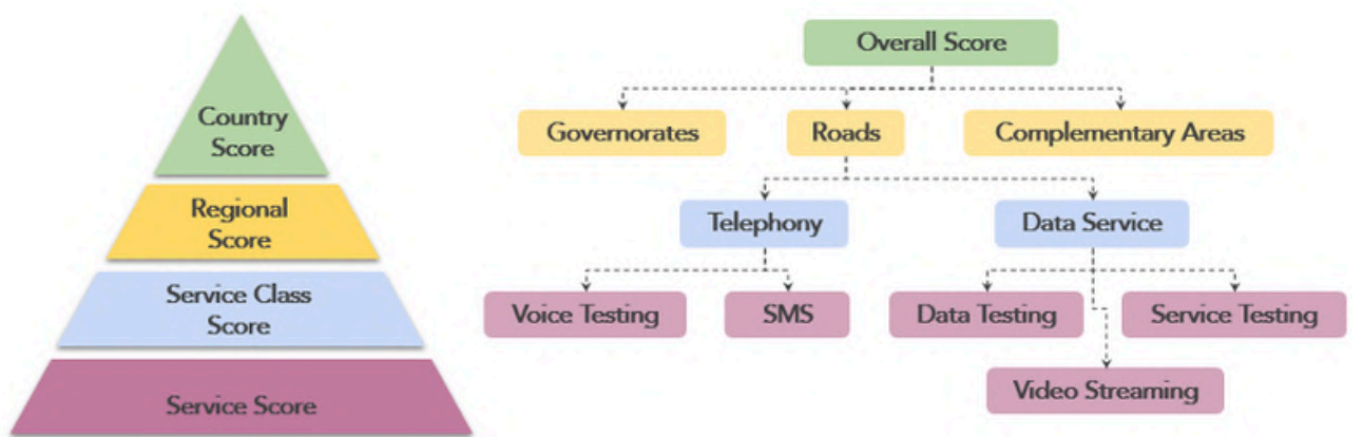 Country
Score
Regional
Score
Service Class
Score
Service Score
Overall Score
Governorates
Roads
Complementary Areas
Telephony
Data Service
Voice Testing
SMS
Data Testing
Service Testing
Video Streaming